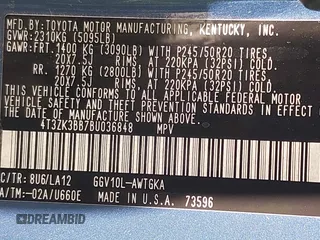 MFD.BY:TOYOTA MOTOR MANUFACTURING, KENTUCKY, INC.
GVWR:2310KG (5095LB)
GAWR:FRT.1400 KG (3090LB) WITH P245/50R20 TIRES
20X7.5J RIMS, AT 220KPA (32PSI) COLD
RR. 1270 KG (2800LB) WITH P245/50R20 TIRES
20X7.5J RIMS, AT 220KPA (32PSI) COLD
THIS VEHICLE CONFORMS TO ALL APPLICABLE
FEDERAL MOTOR VEHICLE SAFETY STANDARDS
IN EFFECT ON THE DATE OF
MANUFACTURE SHOWN ABOVE.
4T3ZK3BB7BU036848 MPV
C/TR: 8U6/LA12 GGV10L-AWTGKA
A/TM: -02A/U660E Made in U.S.A. 73596
DREAMBID